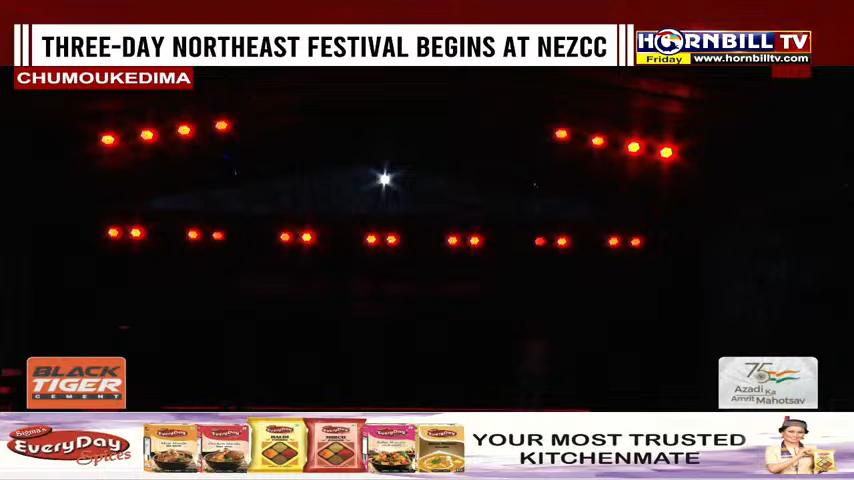 THREE-DAY NORTHEAST FESTIVAL BEGINS AT NEZCC
HORNBILL TV
Friday
www.hornbilltv.com
CHUMOUKEDIMA
BLACK
TIGER
CEMENT
75
Azadi Ka
Amrit Mahotsav
Sigma's
EveryDay
Spices
YOUR MOST TRUSTED
KITCHENMATE